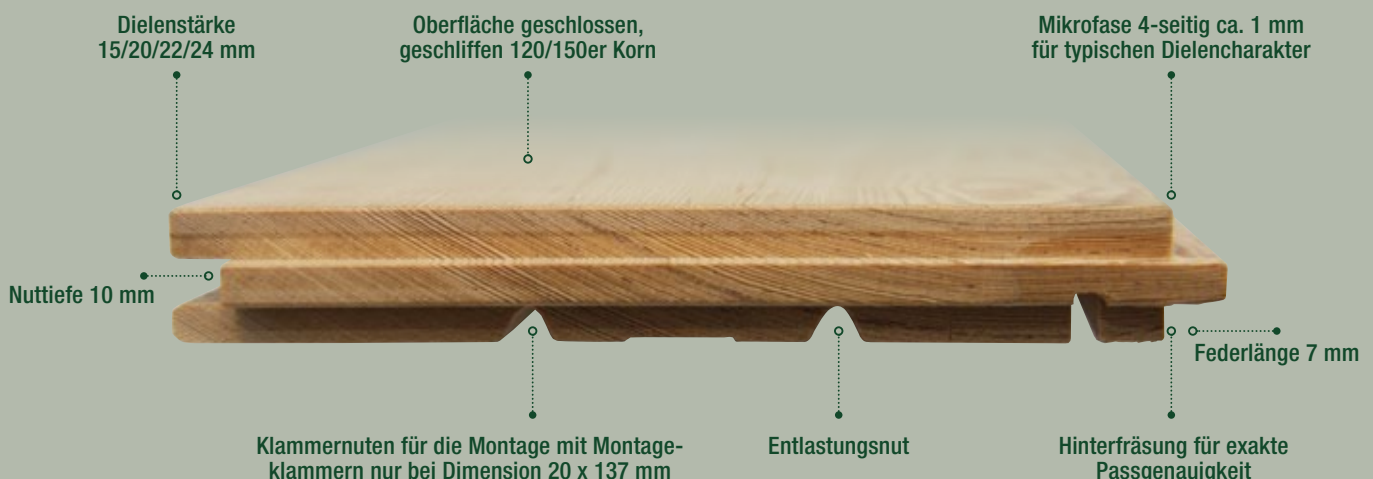 Dielenstärke
15/20/22/24 mm
Oberfläche geschlossen,
geschliffen 120/150er Korn
Mikrofase 4-seitig ca. 1 mm
für typischen Dielencharakter
Nuttiefe 10 mm
Federlänge 7 mm
Klammernuten für die Montage mit Montage-
klammern nur bei Dimension 20 x 137 mm
Entlastungsnut
Hinterfräsung für exakte
Passgenauigkeit